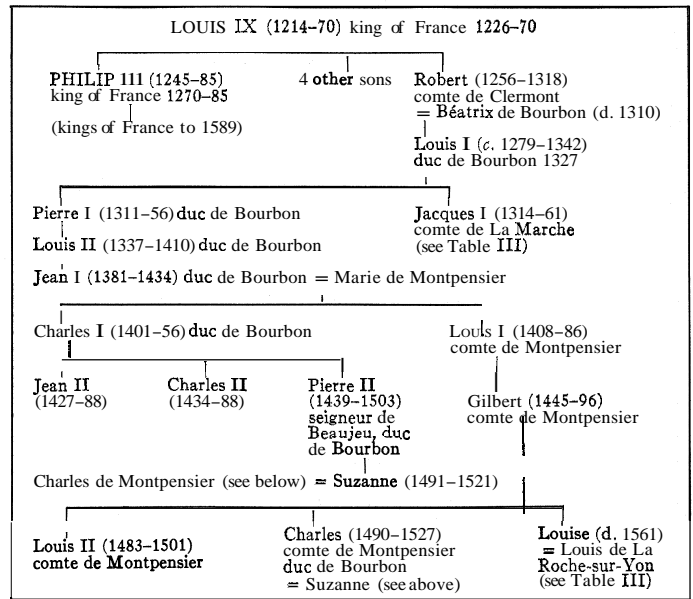 LOUIS IX (1214–70) king of France 1226–70
PHILIP III (1245–85)
king of France 1270–85
(kings of France to 1589)
4 other sons
Robert (1256–1318)
comte de Clermont
= Béatrix de Bourbon (d. 1310)
Louis I (c. 1279–1342)
duc de Bourbon 1327
Pierre I (1311–56) duc de Bourbon
Louis II (1337–1410) duc de Bourbon
Jacques I (1314–61)
comte de La Marche
(see Table III)
Jean I (1381–1434) duc de Bourbon = Marie de Montpensier
Charles I (1401–56) duc de Bourbon
Louis I (1408–86)
comte de Montpensier
Jean II
(1427–88)
Charles II
(1434–88)
Pierre II
(1439–1503)
seigneur de
Beaujeu, duc
de Bourbon
Gilbert (1445–96)
comte de Montpensier
Charles de Montpensier (see below) = Suzanne (1491–1521)
Louis II (1483–1501)
comte de Montpensier
Charles (1490–1527)
comte de Montpensier
duc de Bourbon
= Suzanne (see above)
Louise (d. 1561)
= Louis de La
Roche-sur-Yon
(see Table III)